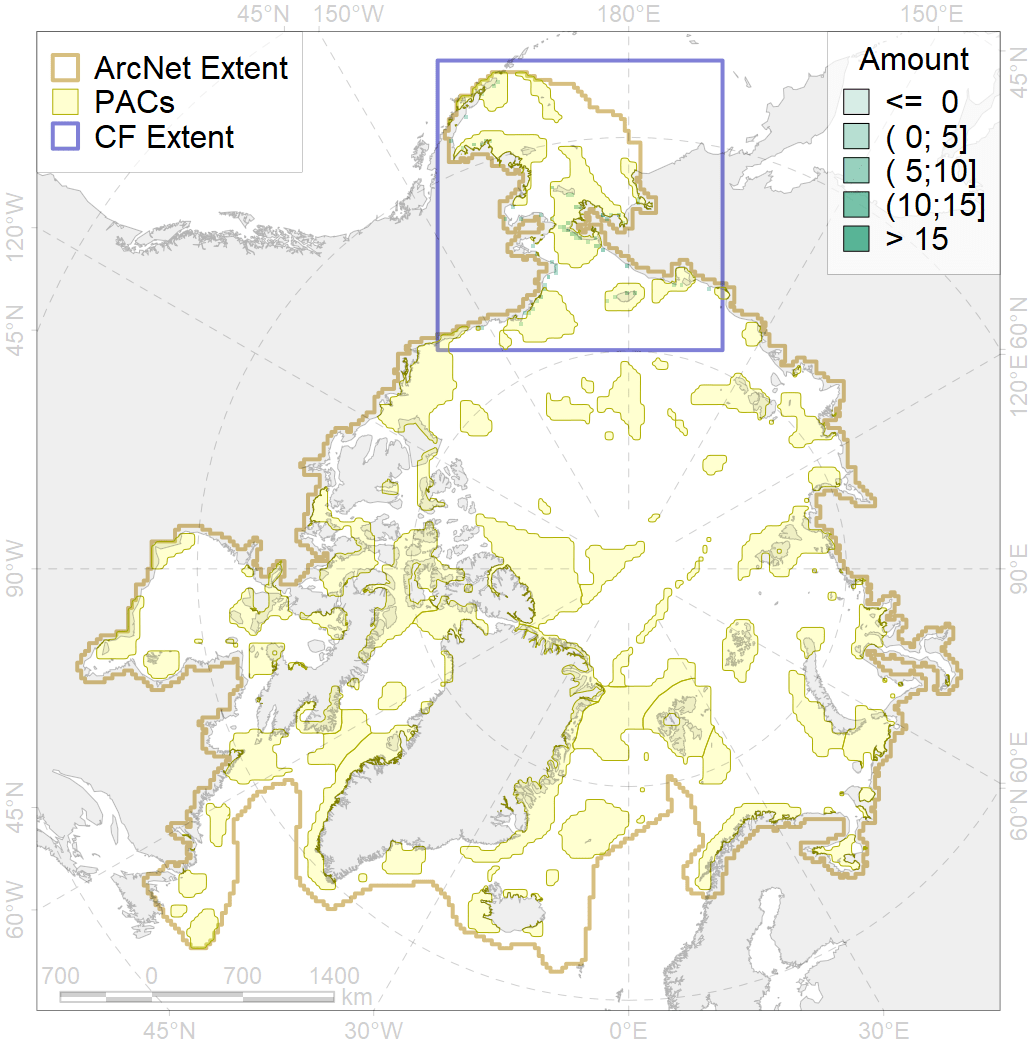 45°N 150°W 180°E 150°E
ArcNet Extent
PACs
CF Extent
Amount
<= 0
( 0; 5]
( 5;10]
(10;15]
> 15
45°N
120°W
60°N
45°N
120°E
90°W
90°E
60°E
45°N
60°N
60°W
700 0 700 1400
km
45°N 30°W 0°E 30°E